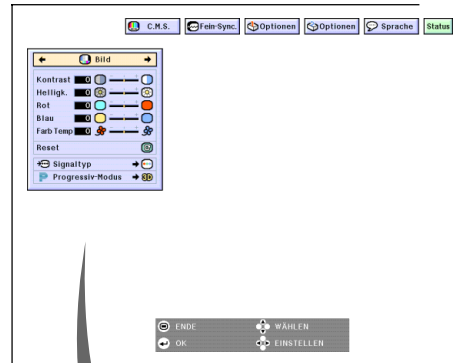 C.M.S. Fein-Sync. Optionen Optionen Sprache Status
Bild
Kontrast 0
Helligk. 0
Rot 0
Blau 0
Farb Temp 0
Reset
Signaltyp
P Progressiv-Modus
ENDE WÄHLEN
OK EINSTELLEN